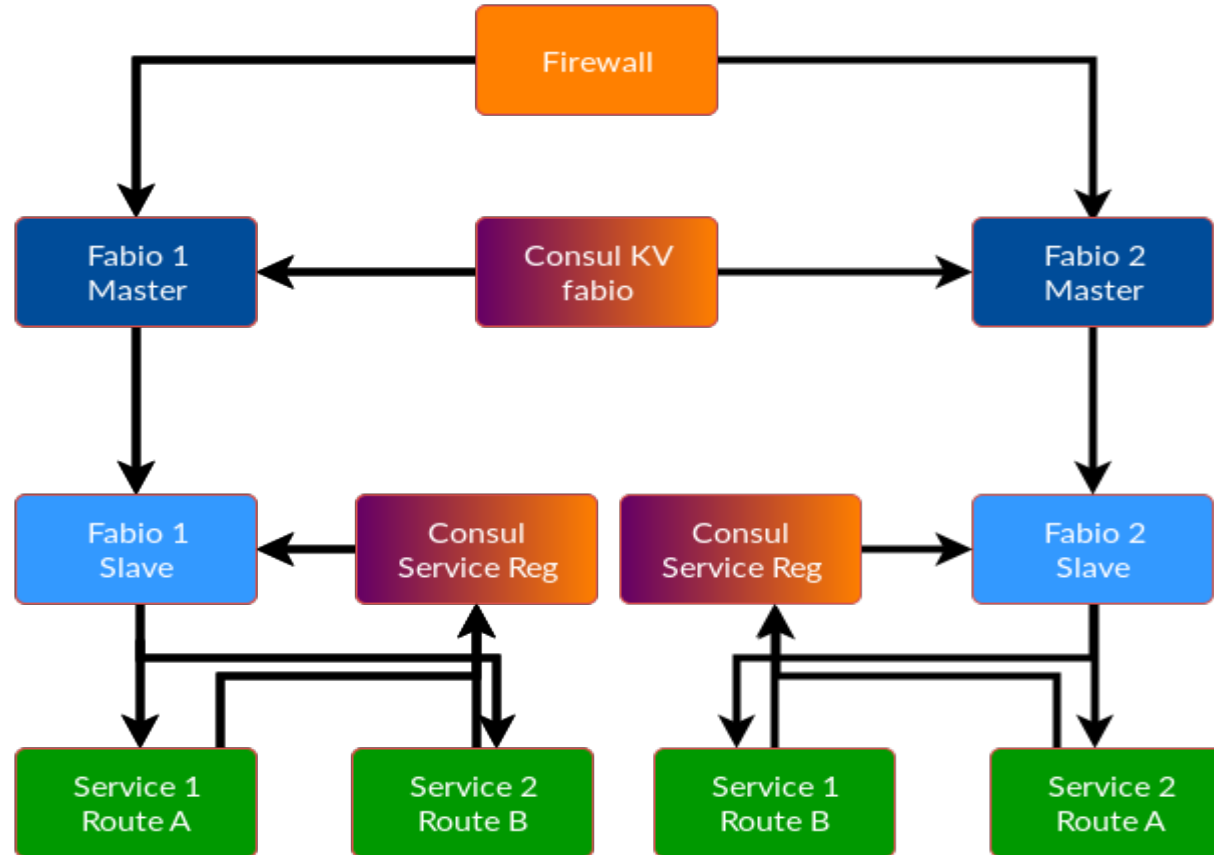 Firewall
Fabio 1
Master
Consul KV
fabio
Fabio 2
Master
Fabio 1
Slave
Consul
Service Reg
Consul
Service Reg
Fabio 2
Slave
Service 1
Route A
Service 2
Route B
Service 1
Route B
Service 2
Route A